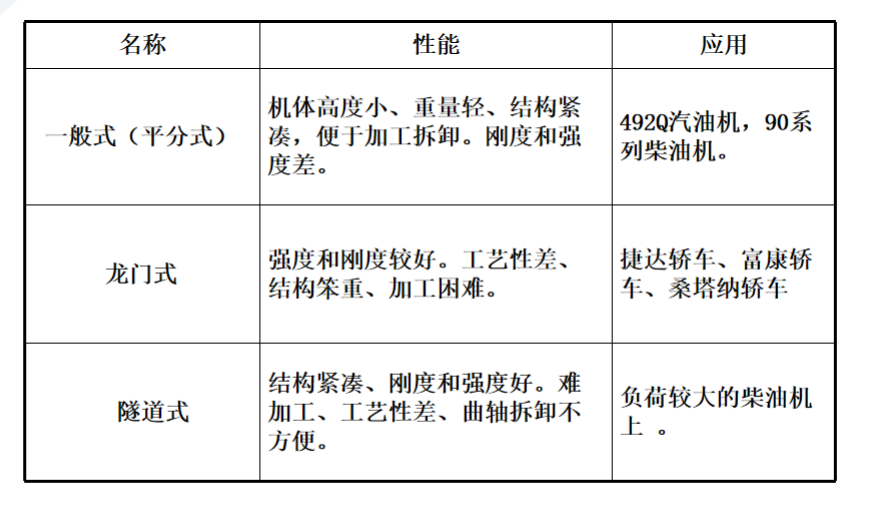 名称
性能
应用
一般式（平分式）
机体高度小、重量轻、结构紧
凑，便于加工拆卸。刚度和强
度差。
492Q汽油机，90系
列柴油机。
龙门式
强度和刚度较好。工艺性差、
结构笨重、加工困难。
捷达轿车、富康轿
车、桑塔纳轿车
隧道式
结构紧凑、刚度和强度好。难
加工、工艺性差、曲轴拆卸不
方便。
负荷较大的柴油机
上 。